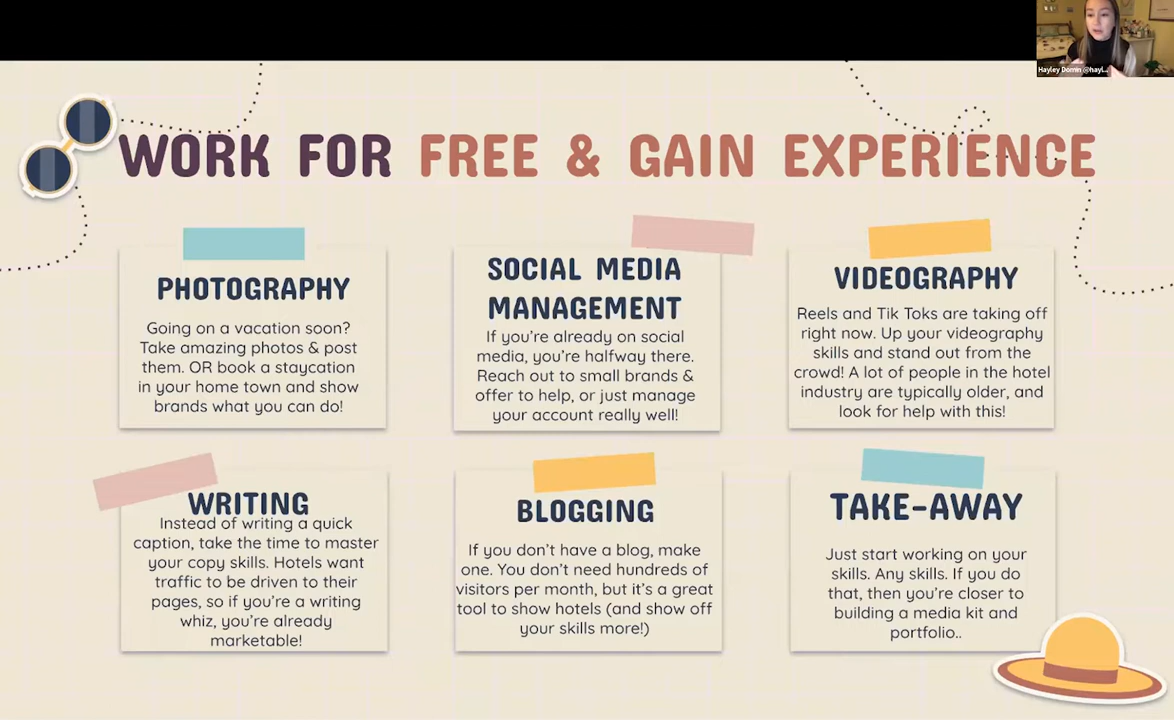 Hayley Domin @hayl...
WORK FOR FREE & GAIN EXPERIENCE
PHOTOGRAPHY
Going on a vacation soon?
Take amazing photos & post
them. OR book a staycation
in your home town and show
brands what you can do!
SOCIAL MEDIA
MANAGEMENT
If you're already on social
media, you're halfway there.
Reach out to small brands &
offer to help, or just manage
your account really well!
VIDEOGRAPHY
Reels and Tik Toks are taking off
right now. Up your videography
skills and stand out from the
crowd! A lot of people in the hotel
industry are typically older, and
look for help with this!
WRITING
Instead of writing a quick
caption, take the time to master
your copy skills. Hotels want
traffic to be driven to their
pages, so if you're a writing
whiz, you're already
marketable!
BLOGGING
If you don't have a blog, make
one. You don't need hundreds of
visitors per month, but it's a great
tool to show hotels (and show off
your skills more!)
TAKE-AWAY
Just start working on your
skills. Any skills. If you do
that, then you're closer to
building a media kit and
portfolio..